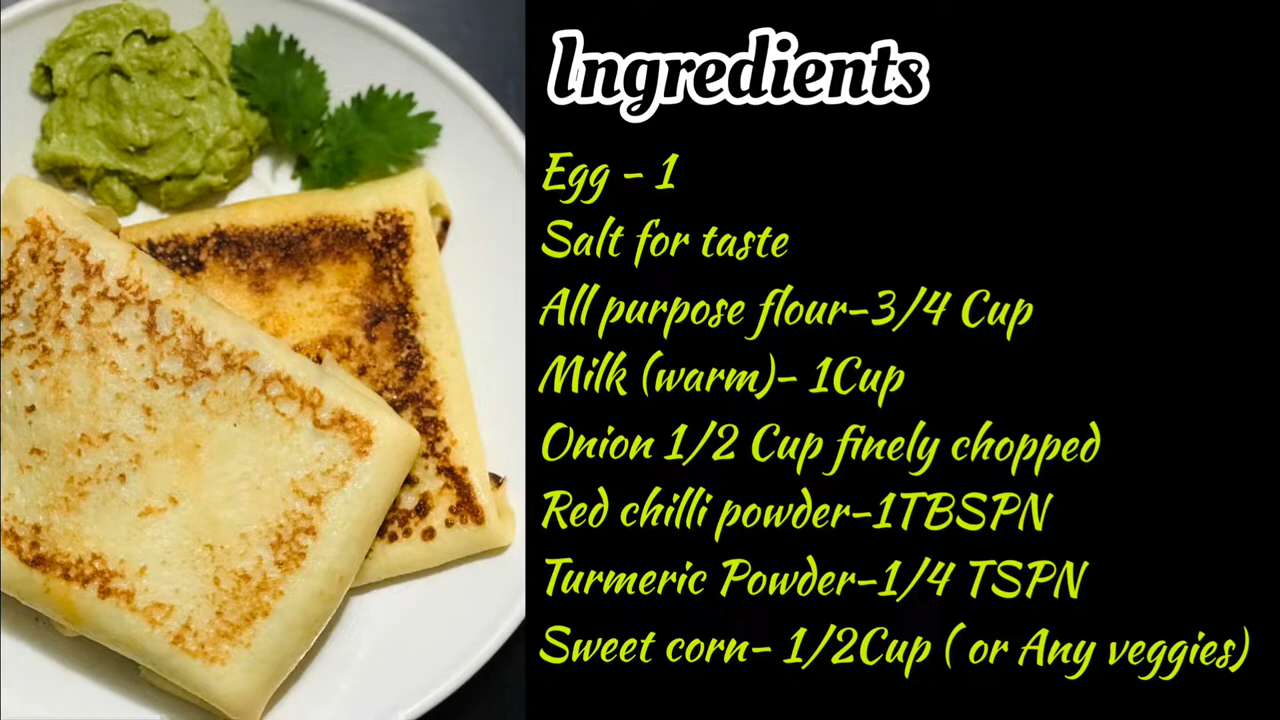 Ingredients
Egg - 1
Salt for taste
All purpose flour-3/4 Cup
Milk (warm)- 1Cup
Onion 1/2 Cup finely chopped
Red chilli powder-1TBSPN
Turmeric Powder-1/4 TSPN
Sweet corn- 1/2Cup ( or Any veggies)